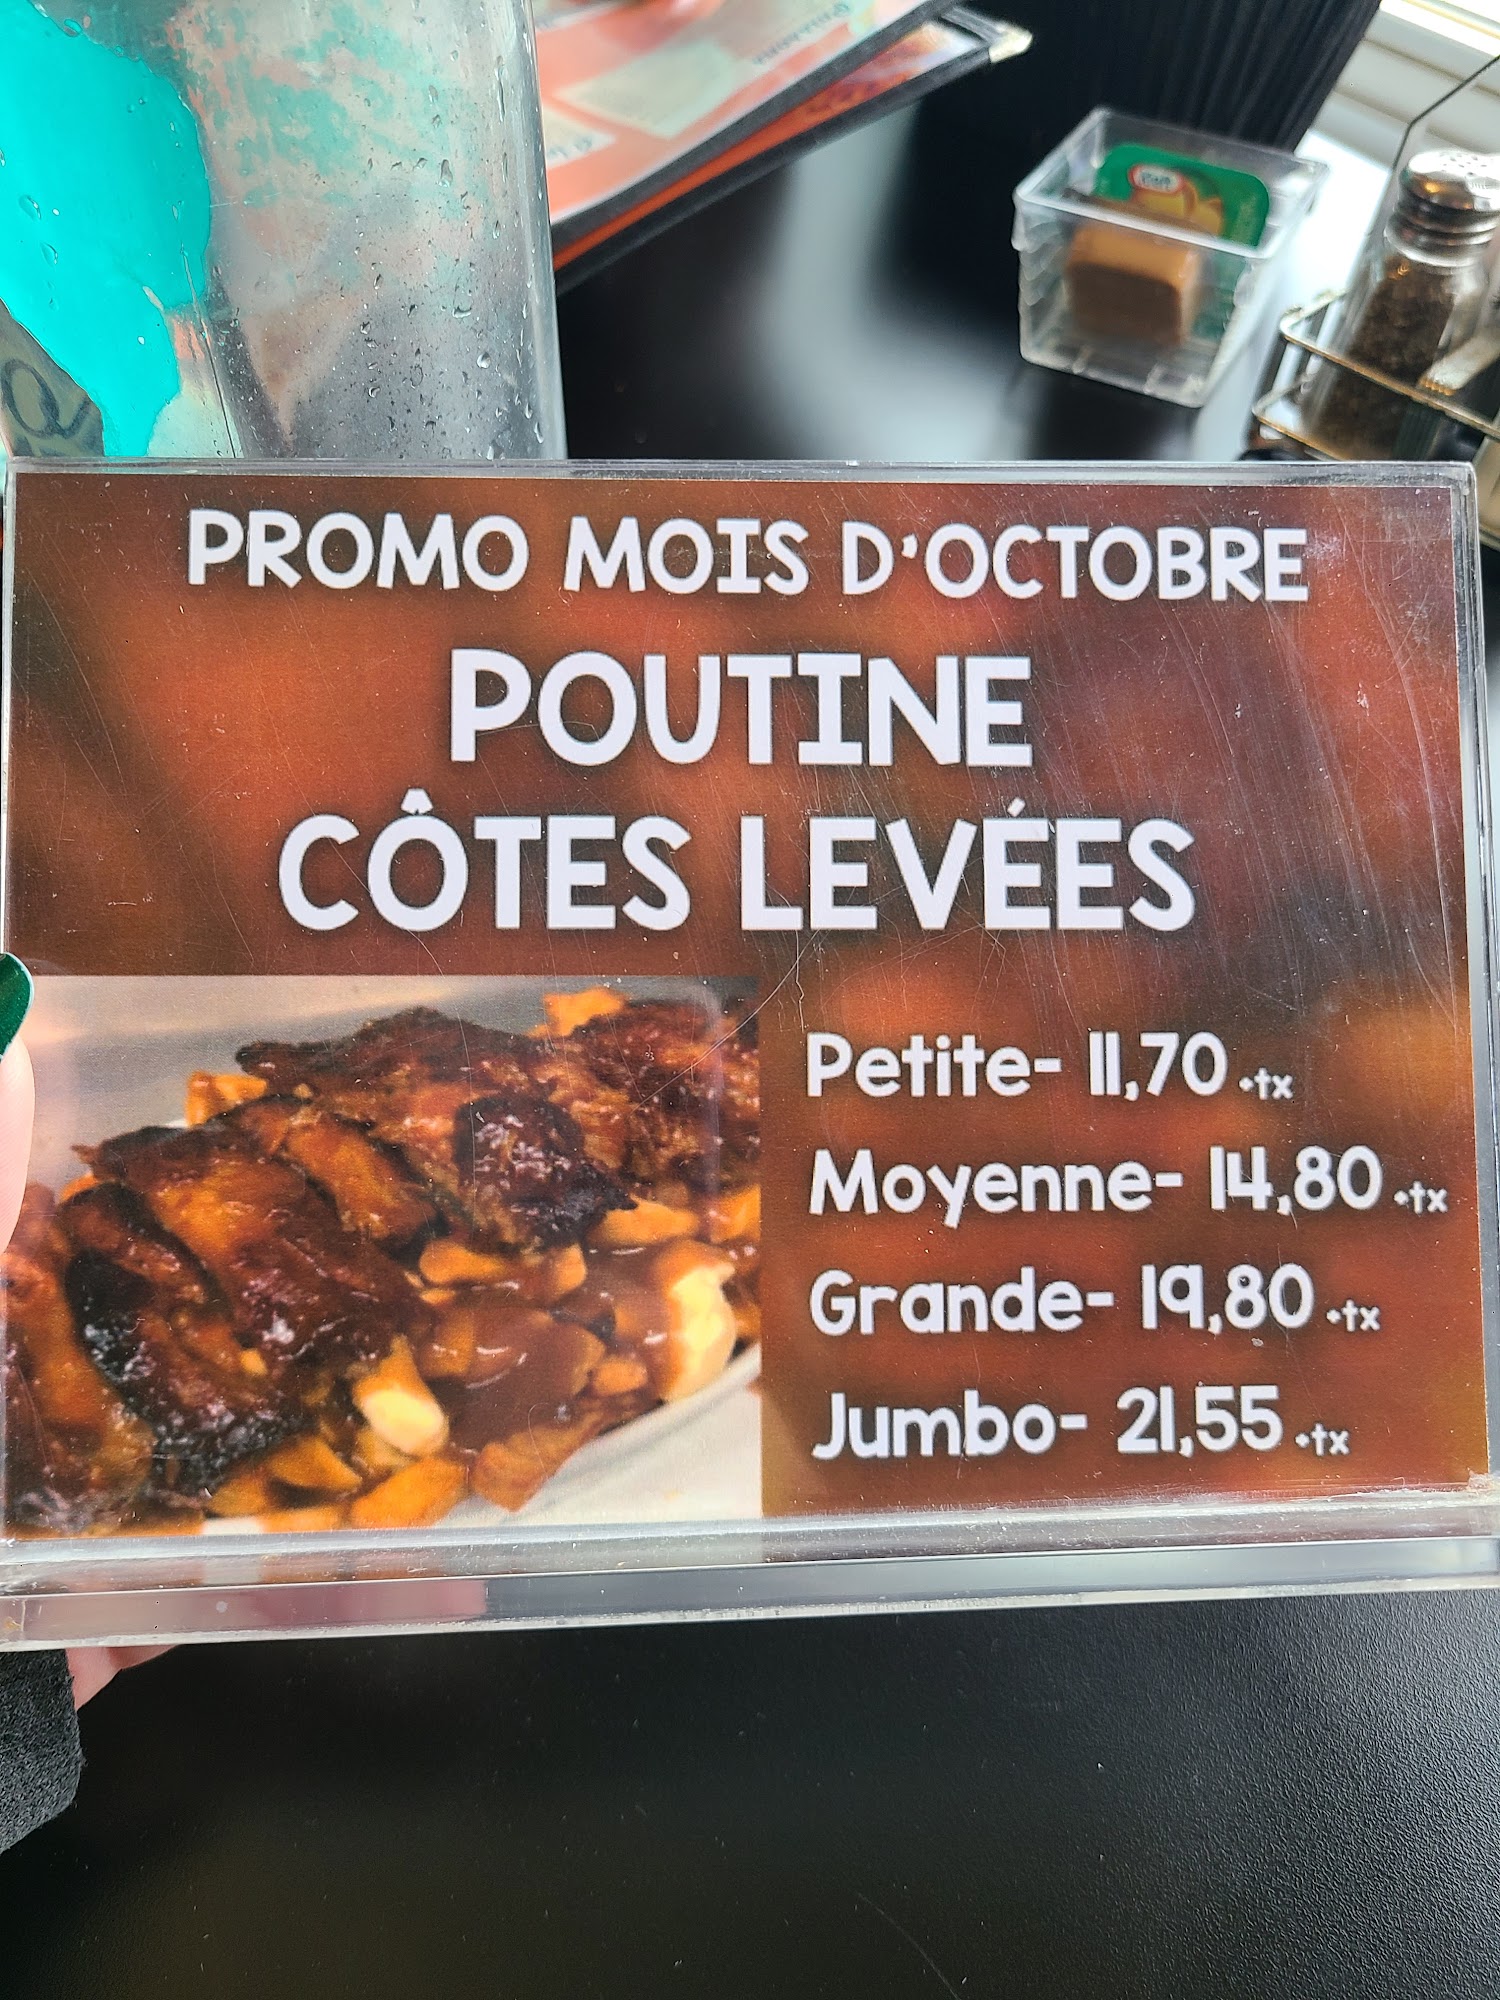 PROMO MOIS D'OCTOBRE
POUTINE
CÔTES LEVÉES
Petite- 11,70 +tx
Moyenne- 14,80 +tx
Grande- 19,80 +tx
Jumbo- 21,55 +tx